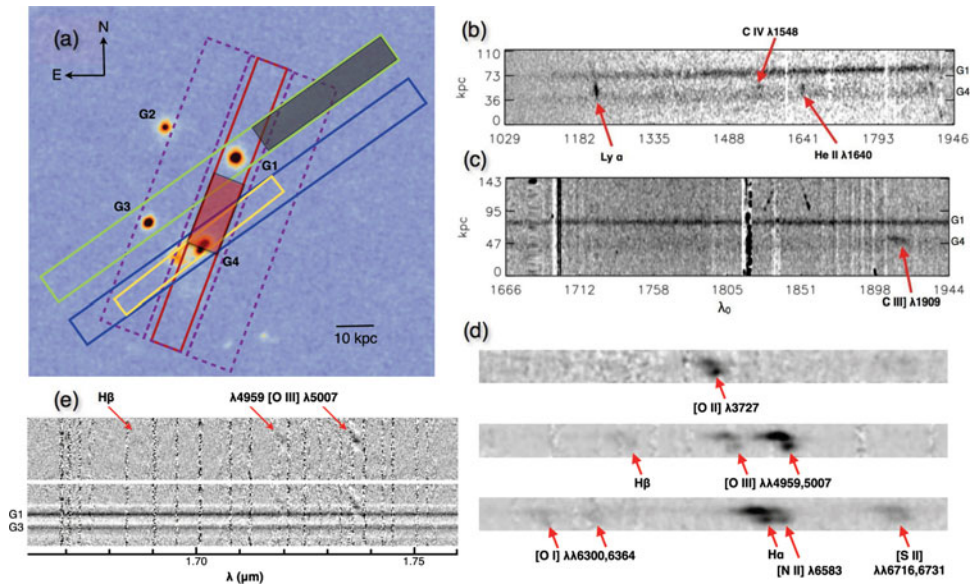 (a)
N
E
G2
G1
G3
G4
10 kpc
(b)
C IV λ1548
kpc
110
73
36
0
G1
G4
1029 1182 1335 1488 1641 1793 1946
Ly α
He II λ1640
(c)
kpc
143
95
47
0
G1
G4
1666 1712 1758 1805 1851 1898 1944
λ0
C III] λ1909
(d)
[O II] λ3727
Hβ
[O III] λλ4959,5007
[O I] λλ6300,6364
Hα
[N II] λ6583
[S II]
λλ6716,6731
(e)
Hβ
λ4959 [O III] λ5007
G1
G3
1.70 1.75
λ (μm)